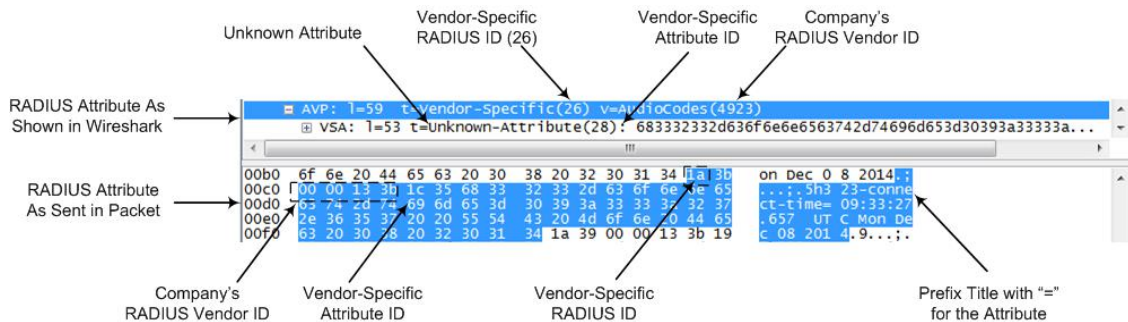 Unknown Attribute
Vendor-Specific
RADIUS ID (26)
Vendor-Specific
Attribute ID
Company's
RADIUS Vendor ID
RADIUS Attribute As
Shown in Wireshark
AVP: l=59 t=Vendor-Specific(26) v=AudioCodes(4923)
VSA: l=53 t=Unknown-Attribute(28): 683332332d636f6e6e6563742d74696d653d30393a33333a...
RADIUS Attribute
As Sent in Packet
00b0 6f 6e 20 44 65 63 20 30 38 20 32 30 31 34 1a 3b on Dec 0 8 2014.;
00c0 00 00 13 3b 1c 35 68 33 32 33 2d 63 6f 6e 6e 65 ...;.5h3 23-conne
00d0 63 74 2d 74 69 6d 65 3d 30 39 3a 33 33 3a 32 37 ct-time= 09:33:27
00e0 2e 36 35 37 20 20 55 54 43 20 4d 6f 6e 20 44 65 .657 UT C Mon De
00f0 63 20 30 38 20 32 30 31 34 1a 39 00 00 13 3b 19 c 08 201 4.9...;.
Company's
RADIUS Vendor ID
Vendor-Specific
Attribute ID
Vendor-Specific
RADIUS ID
Prefix Title with "="
for the Attribute